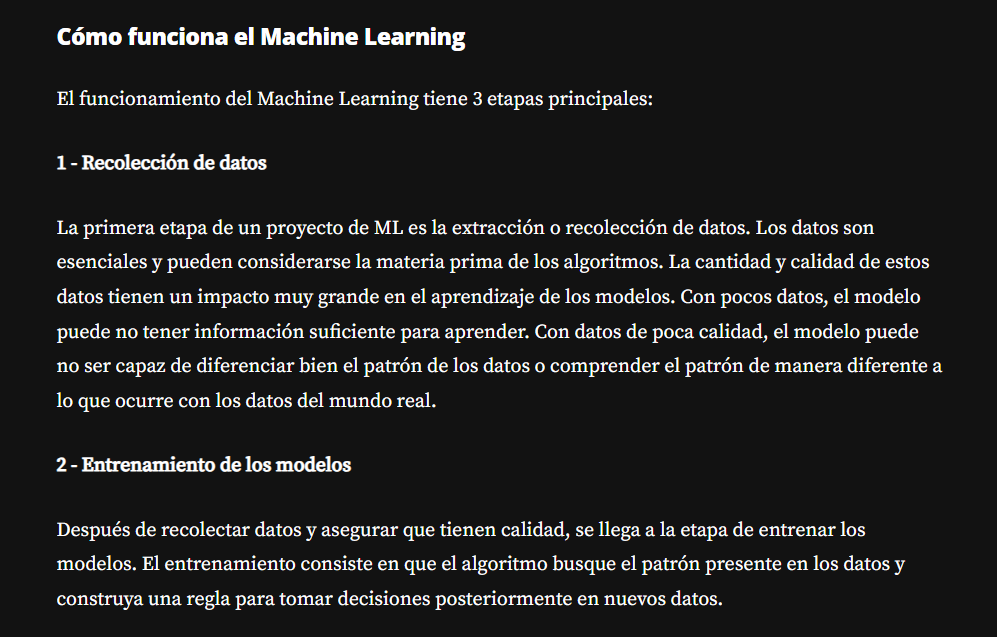 Cómo funciona el Machine Learning
El funcionamiento del Machine Learning tiene 3 etapas principales:
1 - Recolección de datos
La primera etapa de un proyecto de ML es la extracción o recolección de datos. Los datos son
esenciales y pueden considerarse la materia prima de los algoritmos. La cantidad y calidad de estos
datos tienen un impacto muy grande en el aprendizaje de los modelos. Con pocos datos, el modelo
puede no tener información suficiente para aprender. Con datos de poca calidad, el modelo puede
no ser capaz de diferenciar bien el patrón de los datos o comprender el patrón de manera diferente a
lo que ocurre con los datos del mundo real.
2 - Entrenamiento de los modelos
Después de recolectar datos y asegurar que tienen calidad, se llega a la etapa de entrenar los
modelos. El entrenamiento consiste en que el algoritmo busque el patrón presente en los datos y
construya una regla para tomar decisiones posteriormente en nuevos datos.